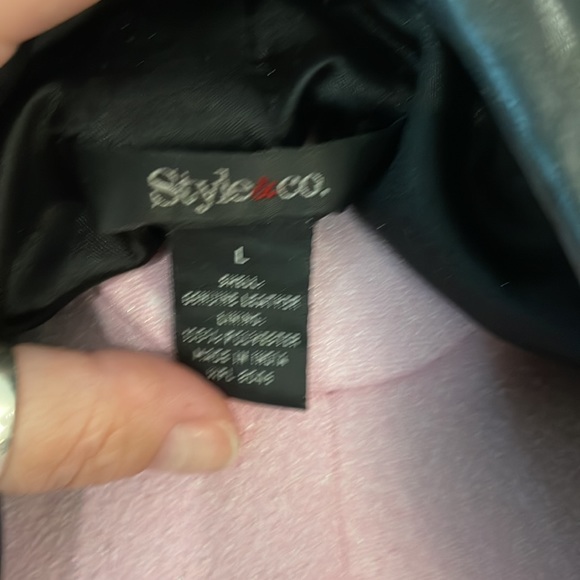 Style&co.
L
SHELL:
GENUINE LEATHER
LINING:
100% POLYESTER
MADE IN INDIA